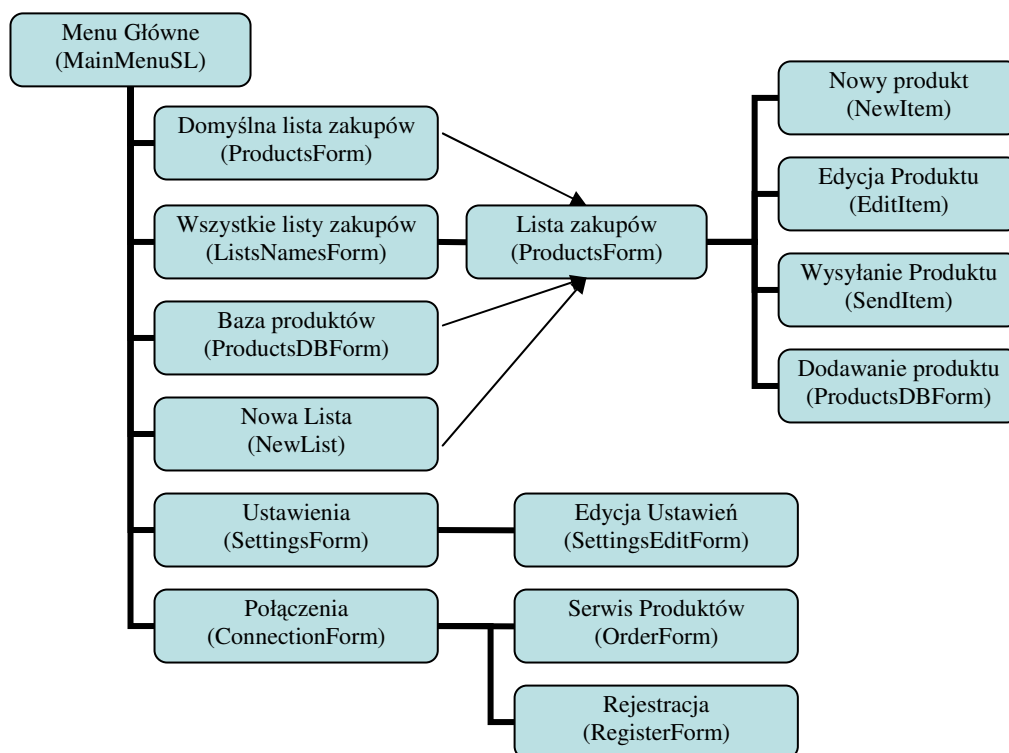 Menu Główne
(MainMenuSL)
Domyślna lista zakupów
(ProductsForm)
Wszystkie listy zakupów
(ListsNamesForm)
Baza produktów
(ProductsDBForm)
Nowa Lista
(NewList)
Ustawienia
(SettingsForm)
Połączenia
(ConnectionForm)
Lista zakupów
(ProductsForm)
Edycja Ustawień
(SettingsEditForm)
Serwis Produktów
(OrderForm)
Rejestracja
(RegisterForm)
Nowy produkt
(NewItem)
Edycja Produktu
(EditItem)
Wysyłanie Produktu
(SendItem)
Dodawanie produktu
(ProductsDBForm)